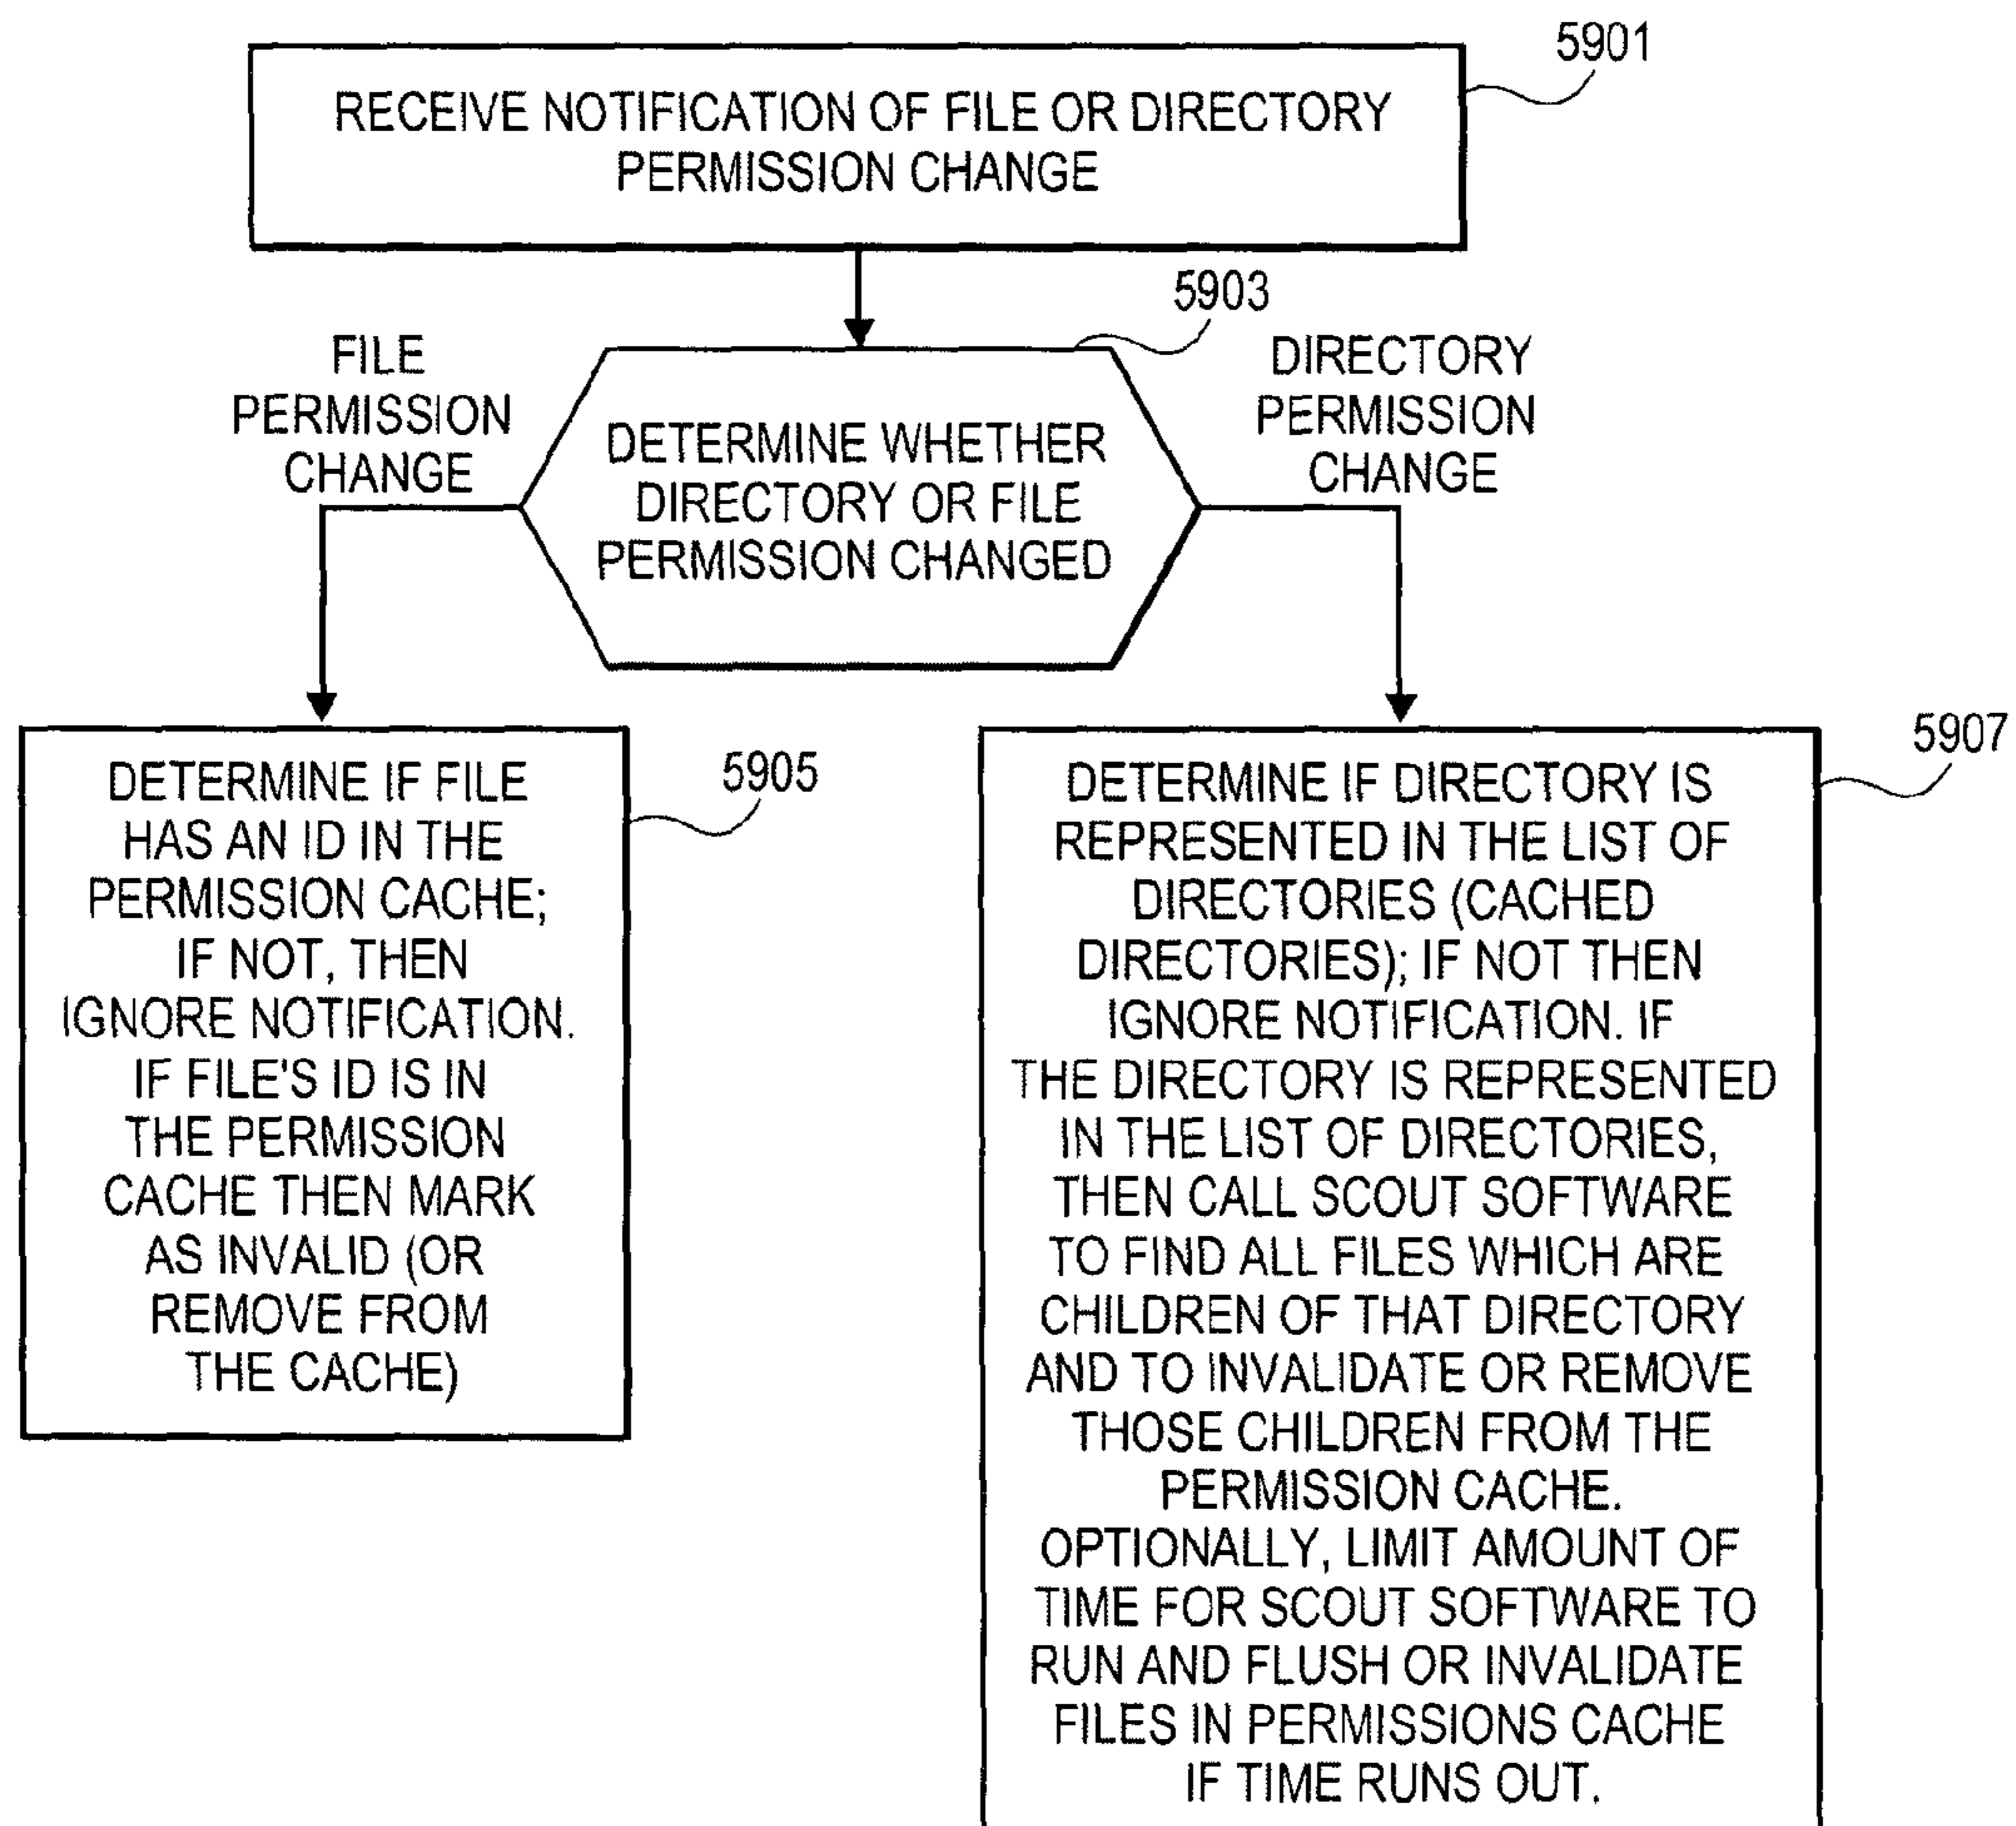 5901
RECEIVE NOTIFICATION OF FILE OR DIRECTORY
PERMISSION CHANGE
5903
FILE
PERMISSION
CHANGE
DETERMINE WHETHER
DIRECTORY OR FILE
PERMISSION CHANGED
DIRECTORY
PERMISSION
CHANGE
5905
DETERMINE IF FILE
HAS AN ID IN THE
PERMISSION CACHE;
IF NOT, THEN
IGNORE NOTIFICATION.
IF FILE'S ID IS IN
THE PERMISSION
CACHE THEN MARK
AS INVALID (OR
REMOVE FROM
THE CACHE)
5907
DETERMINE IF DIRECTORY IS
REPRESENTED IN THE LIST OF
DIRECTORIES (CACHED
DIRECTORIES); IF NOT THEN
IGNORE NOTIFICATION. IF
THE DIRECTORY IS REPRESENTED
IN THE LIST OF DIRECTORIES,
THEN CALL SCOUT SOFTWARE
TO FIND ALL FILES WHICH ARE
CHILDREN OF THAT DIRECTORY
AND TO INVALIDATE OR REMOVE
THOSE CHILDREN FROM THE
PERMISSION CACHE.
OPTIONALLY, LIMIT AMOUNT OF
TIME FOR SCOUT SOFTWARE TO
RUN AND FLUSH OR INVALIDATE
FILES IN PERMISSIONS CACHE
IF TIME RUNS OUT.